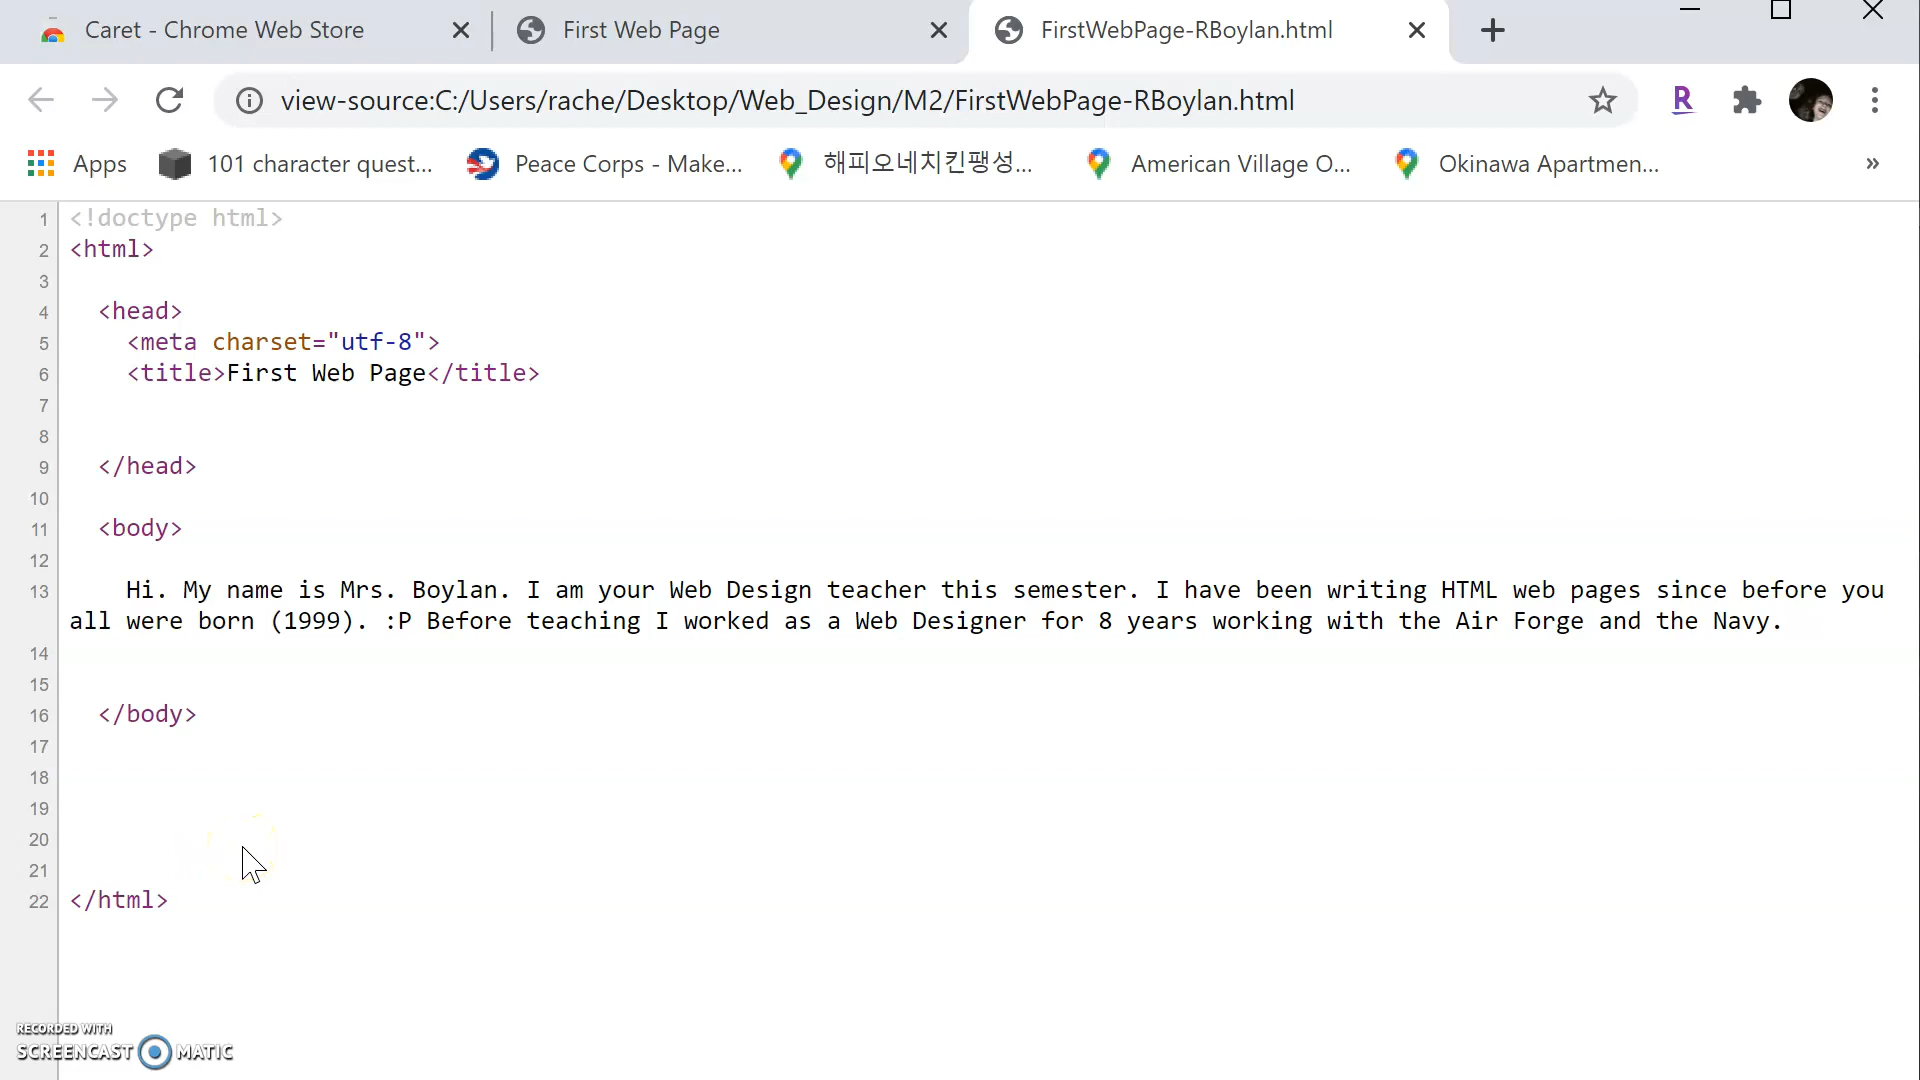 Caret - Chrome Web Store
First Web Page
FirstWebPage-RBoylan.html
view-source:C:/Users/rache/Desktop/Web_Design/M2/FirstWebPage-RBoylan.html
R
Apps
101 character quest...
Peace Corps - Make...
해피오네치킨팽성...
American Village O...
Okinawa Apartmen...
»
1 <!doctype html>
2 <html>
3
4 <head>
5 <meta charset="utf-8">
6 <title>First Web Page</title>
7
8
9 </head>
10
11 <body>
12
13 Hi. My name is Mrs. Boylan. I am your Web Design teacher this semester. I have been writing HTML web pages since before you
all were born (1999). :P Before teaching I worked as a Web Designer for 8 years working with the Air Forge and the Navy.
14
15
16 </body>
17
18
19
20
21
22 </html>
RECORDED WITH
SCREENCAST MATIC